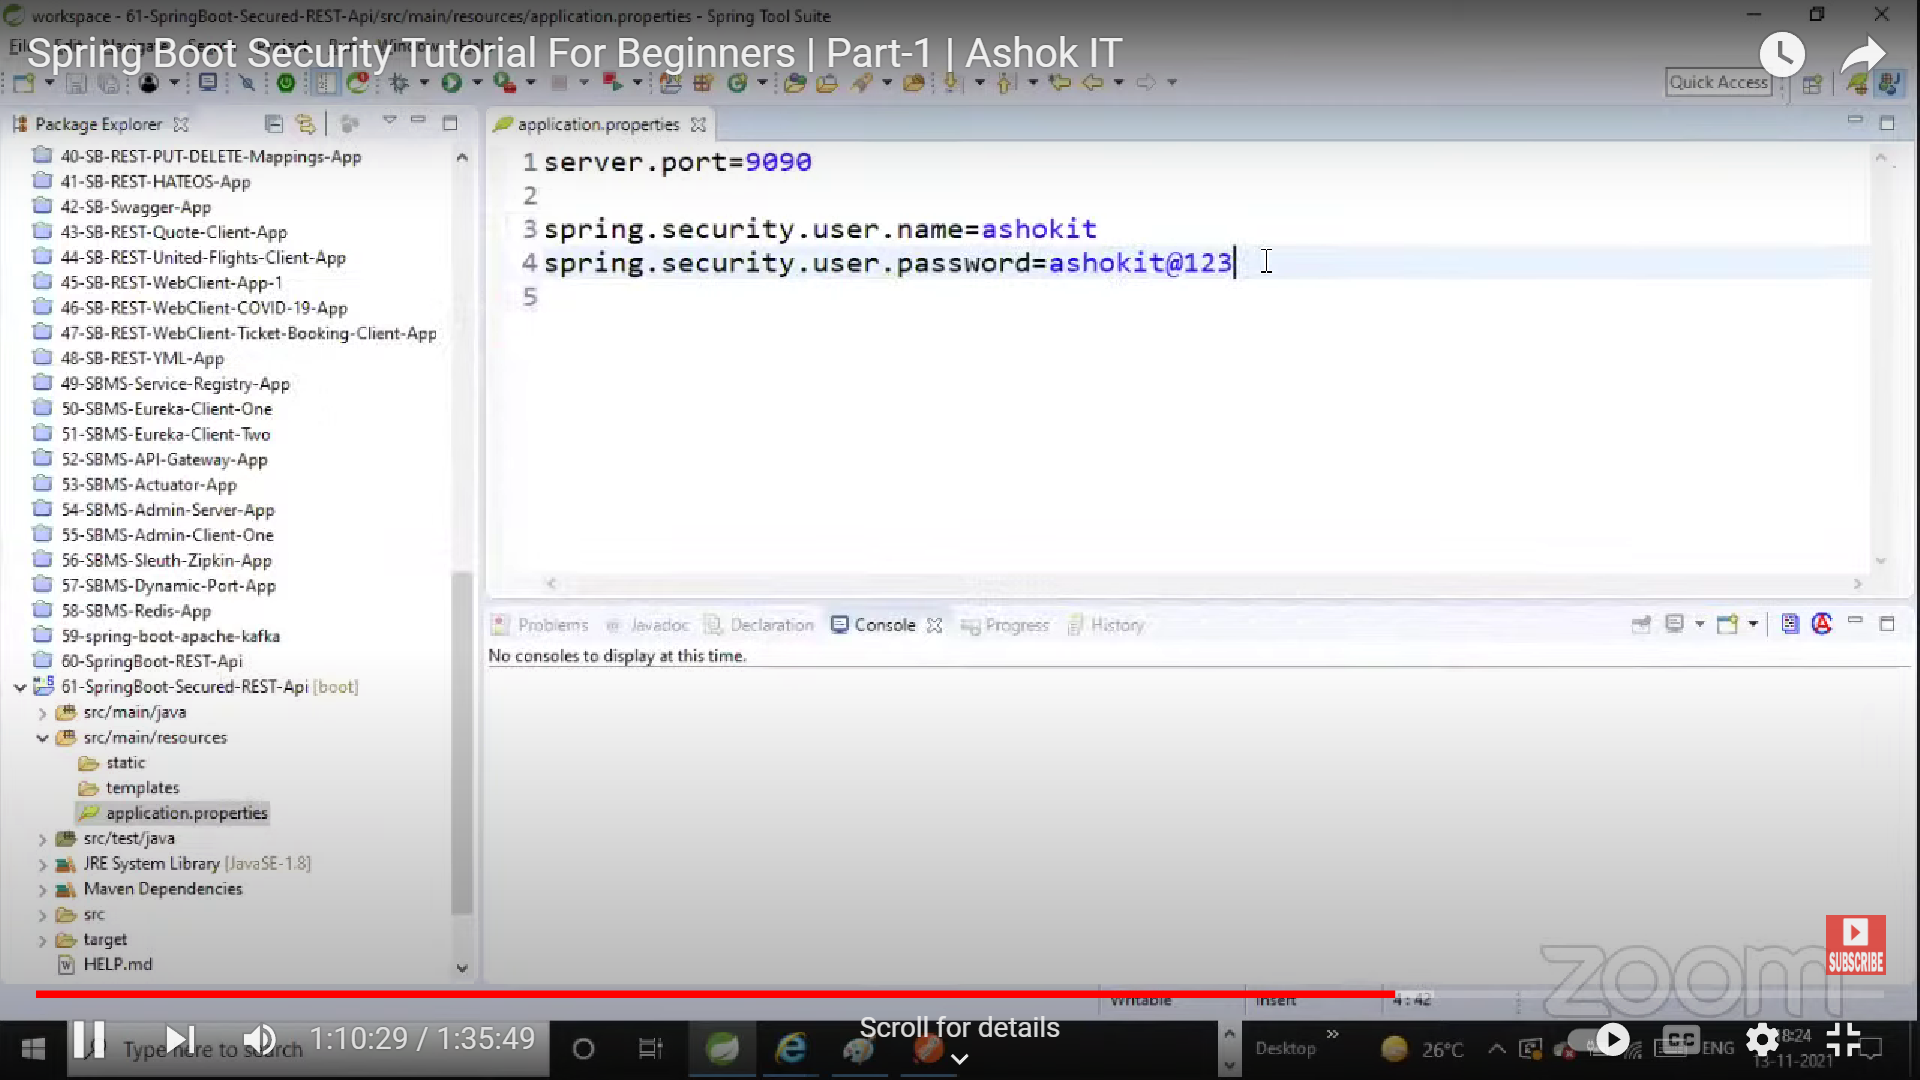 workspace - 61-SpringBoot-Secured-REST-Api/src/main/resources/application.properties - Spring Tool Suite
Spring Boot Security Tutorial For Beginners | Part-1 | Ashok IT
Quick Access
Package Explorer
40-SB-REST-PUT-DELETE-Mappings-App
41-SB-REST-HATEOS-App
42-SB-Swagger-App
43-SB-REST-Quote-Client-App
44-SB-REST-United-Flights-Client-App
45-SB-REST-WebClient-App-1
46-SB-REST-WebClient-COVID-19-App
47-SB-REST-WebClient-Ticket-Booking-Client-App
48-SB-REST-YML-App
49-SBMS-Service-Registry-App
50-SBMS-Eureka-Client-One
51-SBMS-Eureka-Client-Two
52-SBMS-API-Gateway-App
53-SBMS-Actuator-App
54-SBMS-Admin-Server-App
55-SBMS-Admin-Client-One
56-SBMS-Sleuth-Zipkin-App
57-SBMS-Dynamic-Port-App
58-SBMS-Redis-App
59-spring-boot-apache-kafka
60-SpringBoot-REST-Api
61-SpringBoot-Secured-REST-Api [boot]
src/main/java
src/main/resources
static
templates
application.properties
src/test/java
JRE System Library [JavaSE-1.8]
Maven Dependencies
src
target
HELP.md
application.properties
1 server.port=9090
2
3 spring.security.user.name=ashokit
4 spring.security.user.password=ashokit@123
5
Problems Javadoc Declaration Console Progress History
No consoles to display at this time.
zoom
SUBSCRIBE
Writable Insert 4:42
Type here to search
1:10:29 / 1:35:49
Scroll for details
Desktop
26°C
CC
ENG
18:24
13-11-2021